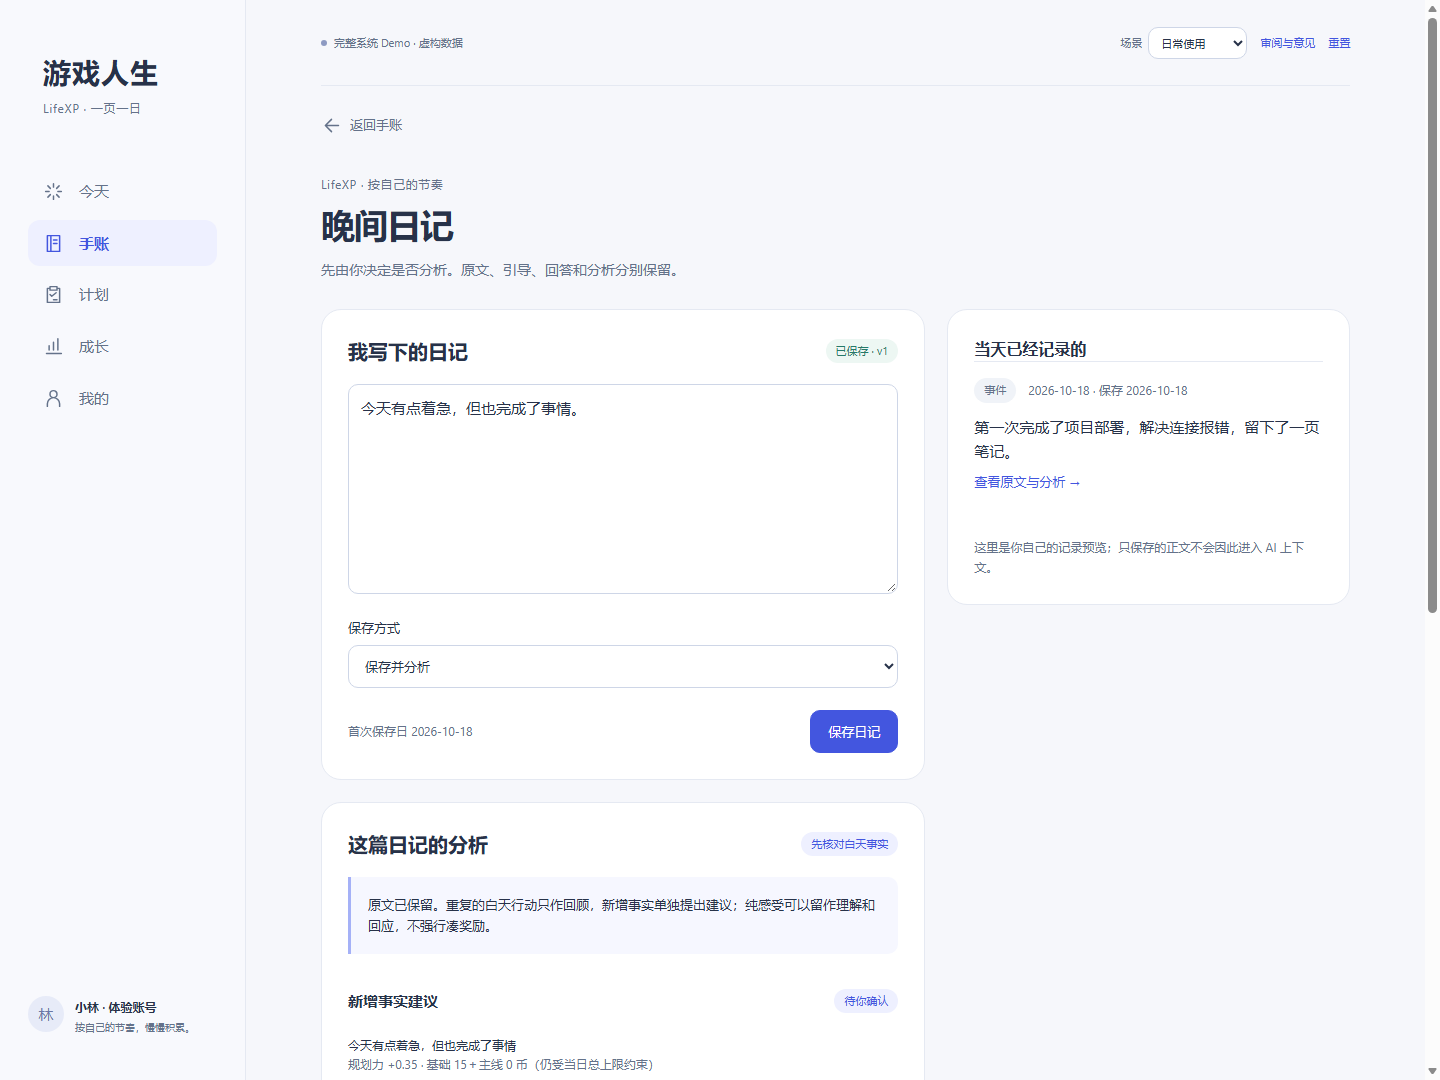 游戏人生
LifeXP · 一页一日
今天
手账
计划
成长
我的
林
小林 · 体验账号
按自己的节奏，慢慢积累。
完整系统 Demo · 虚构数据
场景
日常使用
审阅与意见
重置
返回手账
LifeXP · 按自己的节奏
晚间日记
先由你决定是否分析。原文、引导、回答和分析分别保留。
我写下的日记
已保存 · v1
今天有点着急，但也完成了事情。
保存方式
保存并分析
首次保存日 2026-10-18
保存日记
当天已经记录的
事件
2026-10-18 · 保存 2026-10-18
第一次完成了项目部署，解决连接报错，留下了一页
笔记。
查看原文与分析 →
这里是你自己的记录预览；只保存的正文不会因此进入 AI 上下
文。
这篇日记的分析
先核对白天事实
原文已保留。重复的白天行动只作回顾，新增事实单独提出建议；纯感受可以留作理解和
回应，不强行凑奖励。
新增事实建议
待你确认
今天有点着急，但也完成了事情
规划力 +0.35 · 基础 15 + 主线 0 币（仍受当日总上限约束）